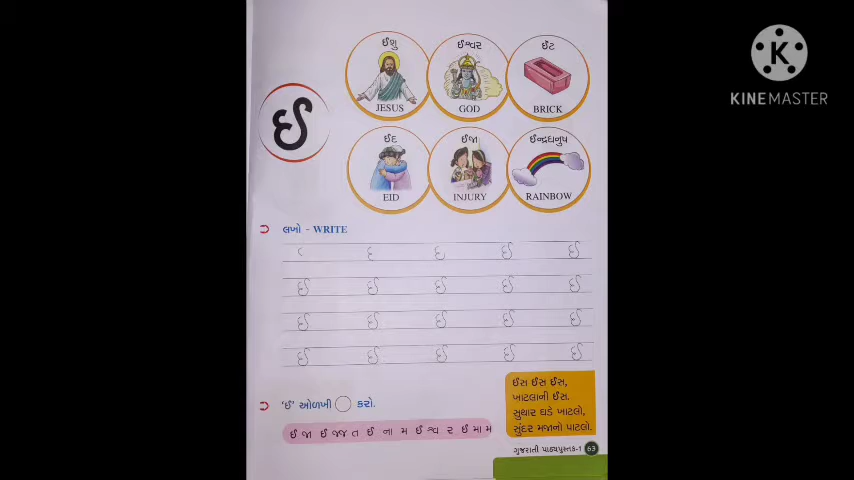 ઈ
ઈશુ
JESUS
ઈશ્વર
GOD
ઈંટ
BRICK
ઈદ
EID
ઈજા
INJURY
ઈન્દ્રધનુષ
RAINBOW
લખો - WRITE
ઈ ઈ
ઈ ઈ ઈ ઈ ઈ
ઈ ઈ ઈ ઈ ઈ
ઈ ઈ ઈ ઈ ઈ
'ઈ' ઓળખી ◯ કરો.
ઈ જા ઈ જ્જ ત ઈ ના મ ઈ શ્વ ર ઈ મા મ
ઈસ ઈસ ઈસ,
ખાટલાની ઈસ.
સુથાર ઘડે ખાટલો,
સુંદર મજાનો પાટલો.
ગુજરાતી પાઠ્યપુસ્તક-૧ 63
K
KINEMASTER